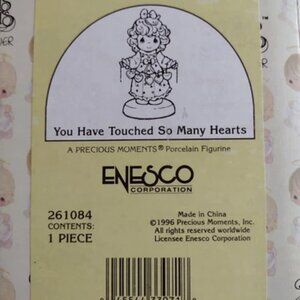 You Have Touched So Many Hearts
A PRECIOUS MOMENTS® Porcelain Figurine
ENESCO
CORPORATION
261084
CONTENTS:
1 PIECE
Made in China
©1996 Precious Moments, Inc.
All rights reserved worldwide
Licensee Enesco Corporation